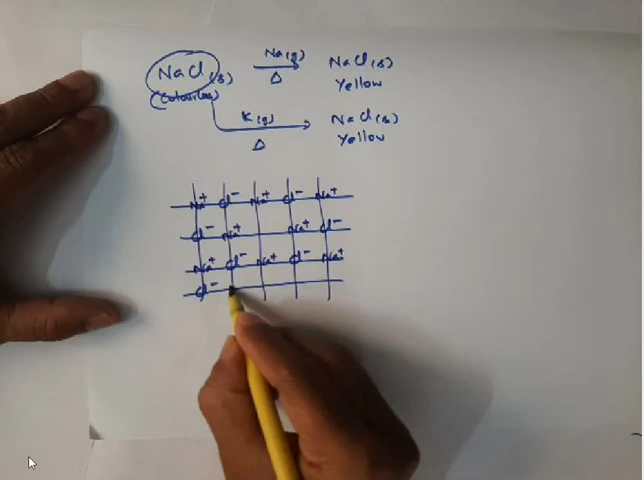 NaCl(s) Na(g) → Δ NaCl(s)
(Colourless) Yellow
K(g) → Δ NaCl(s)
Yellow
Na+ Cl- Na+ Cl- Na+
Cl- Na+ Na+ Cl-
Na+ Cl- Na+ Cl- Na+
Cl-